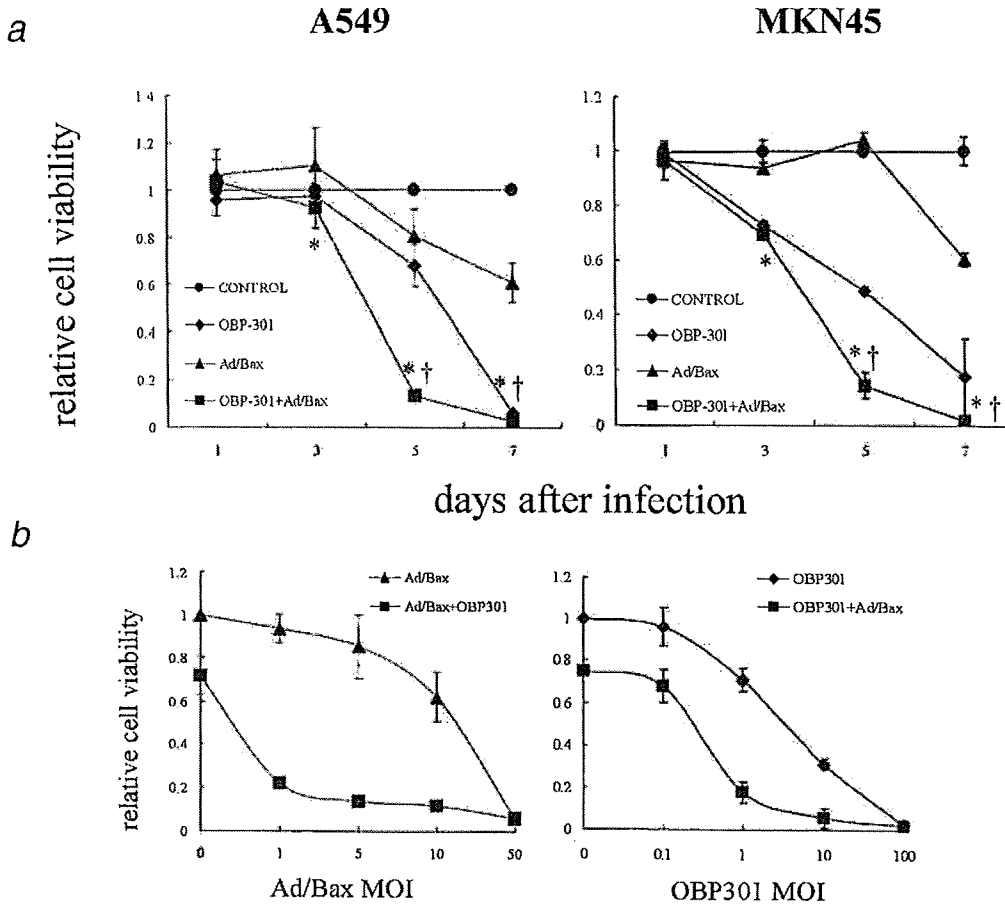 a
A549
MKN45
relative cell viability
1.4
1.2
1
0.8
0.6
0.4
0.2
0
CONTROL
OBP-301
Ad/Bax
OBP-301+Ad/Bax
*
* †
* †
1
3
5
7
1.2
1
0.8
0.6
0.4
0.2
0
CONTROL
OBP-301
Ad/Bax
OBP-301+Ad/Bax
*
* †
* †
1
3
5
7
days after infection
b
relative cell viability
1.2
1
0.8
0.6
0.4
0.2
0
Ad/Bax
Ad/Bax+OBP301
0
1
5
10
50
Ad/Bax MOI
1.2
1
0.8
0.6
0.4
0.2
0
OBP301
OBP301+Ad/Bax
0
0.1
1
10
100
OBP301 MOI